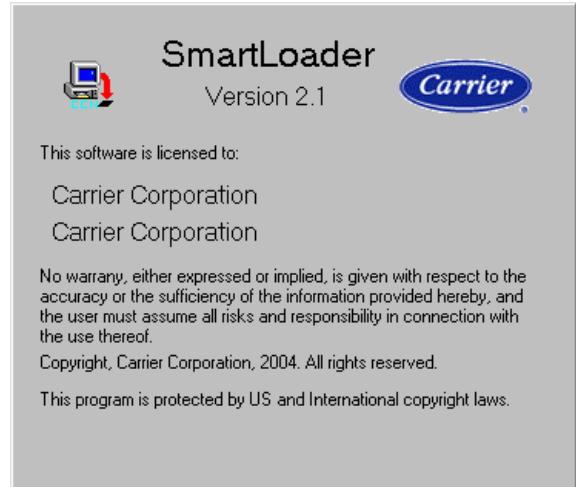 SmartLoader
Version 2.1
Carrier
CCN
This software is licensed to:
Carrier Corporation
Carrier Corporation
No warrany, either expressed or implied, is given with respect to the
accuracy or the sufficiency of the information provided hereby, and
the user must assume all risks and responsibility in connection with
the use thereof.
Copyright, Carrier Corporation, 2004. All rights reserved.
This program is protected by US and International copyright laws.